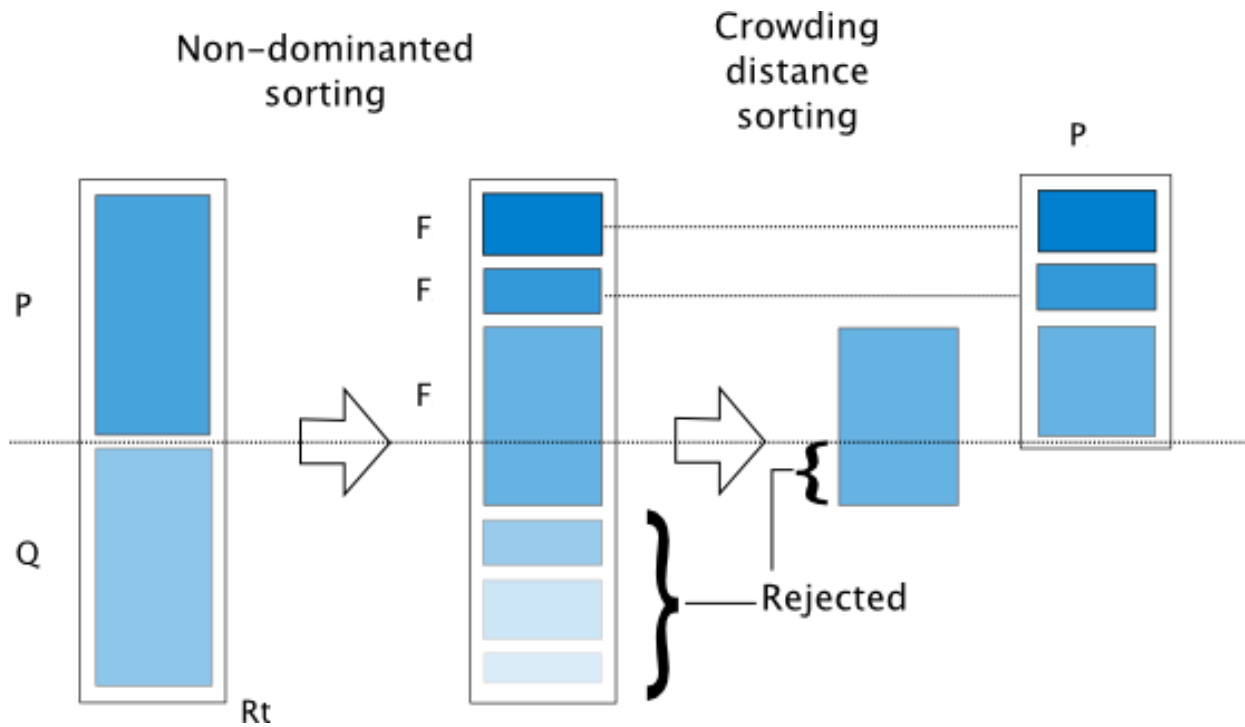 Non-dominanted
sorting
Crowding
distance
sorting
P
F
F
P
F
Q
Rejected
Rt